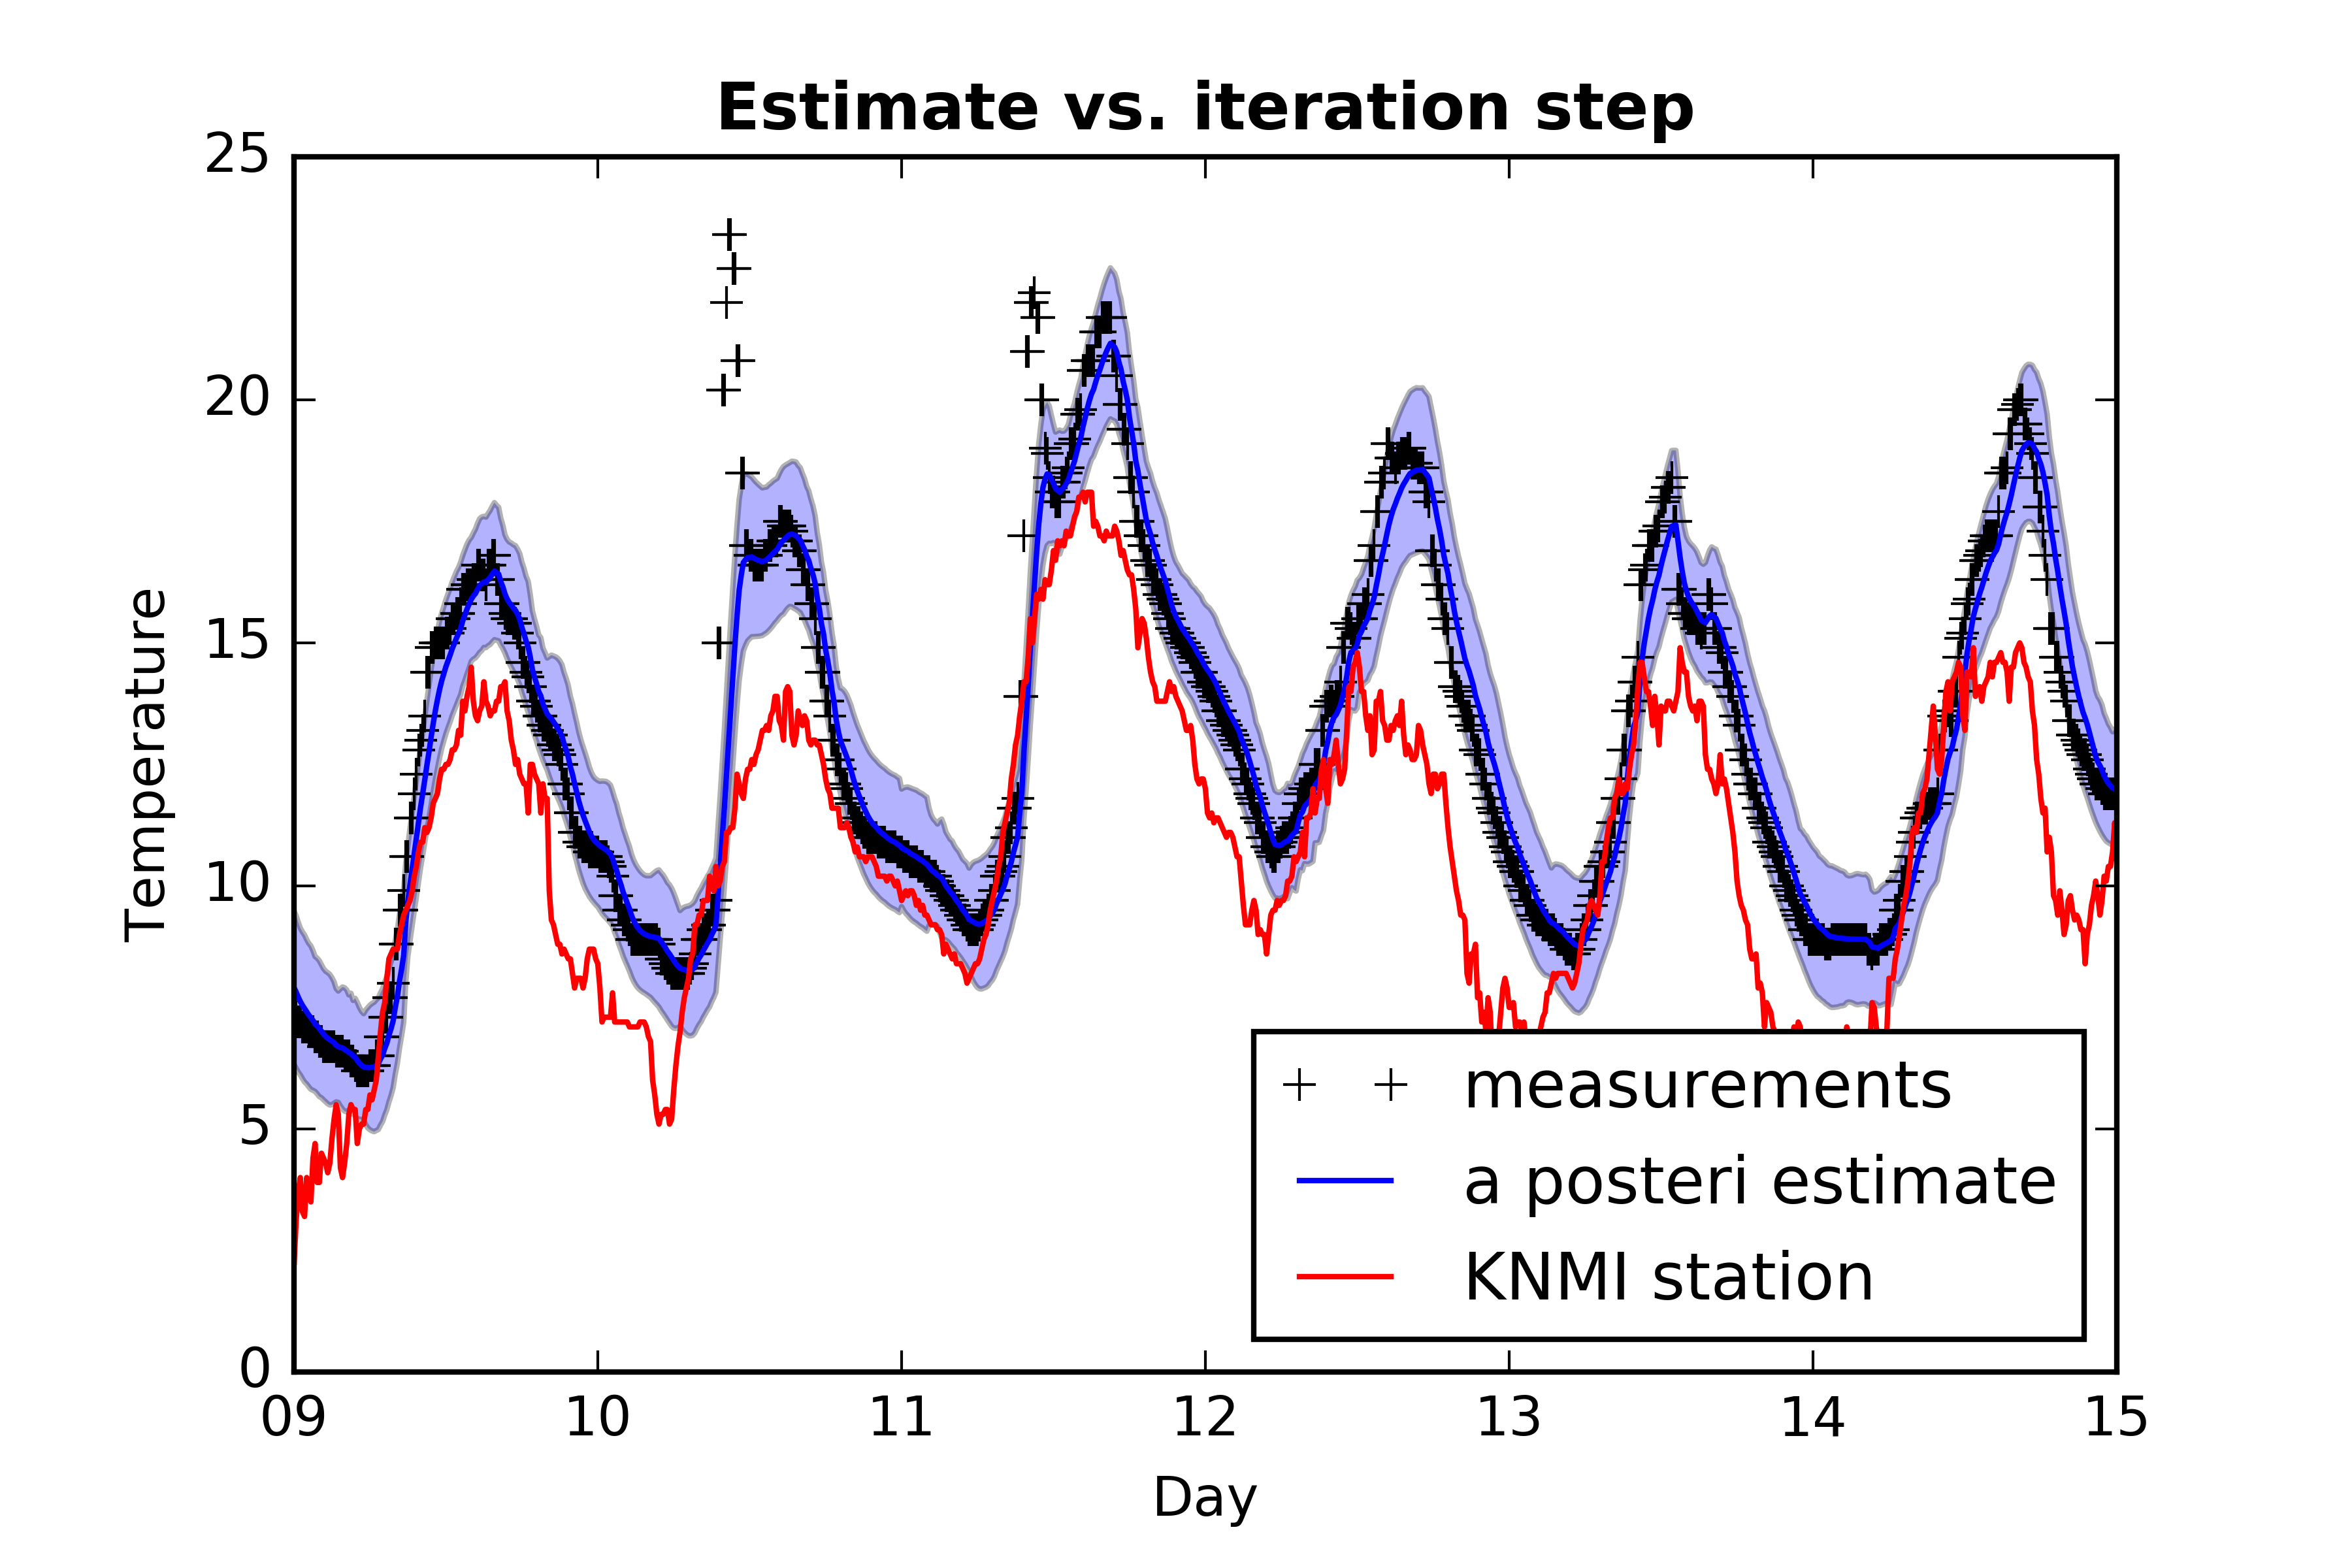 Estimate vs. iteration step
25
20
15
10
5
0
Temperature
09 10 11 12 13 14 15
Day
measurements
a posteri estimate
KNMI station